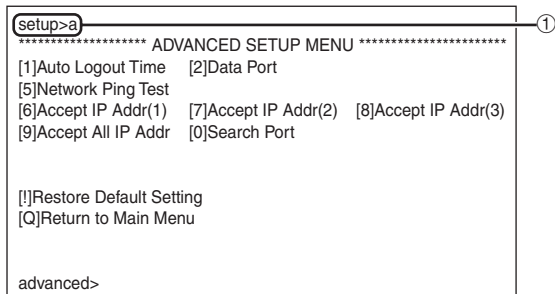 setup>a ①
******************** ADVANCED SETUP MENU ***********************
[1]Auto Logout Time [2]Data Port
[5]Network Ping Test
[6]Accept IP Addr(1) [7]Accept IP Addr(2) [8]Accept IP Addr(3)
[9]Accept All IP Addr [0]Search Port
[!]Restore Default Setting
[Q]Return to Main Menu
advanced>